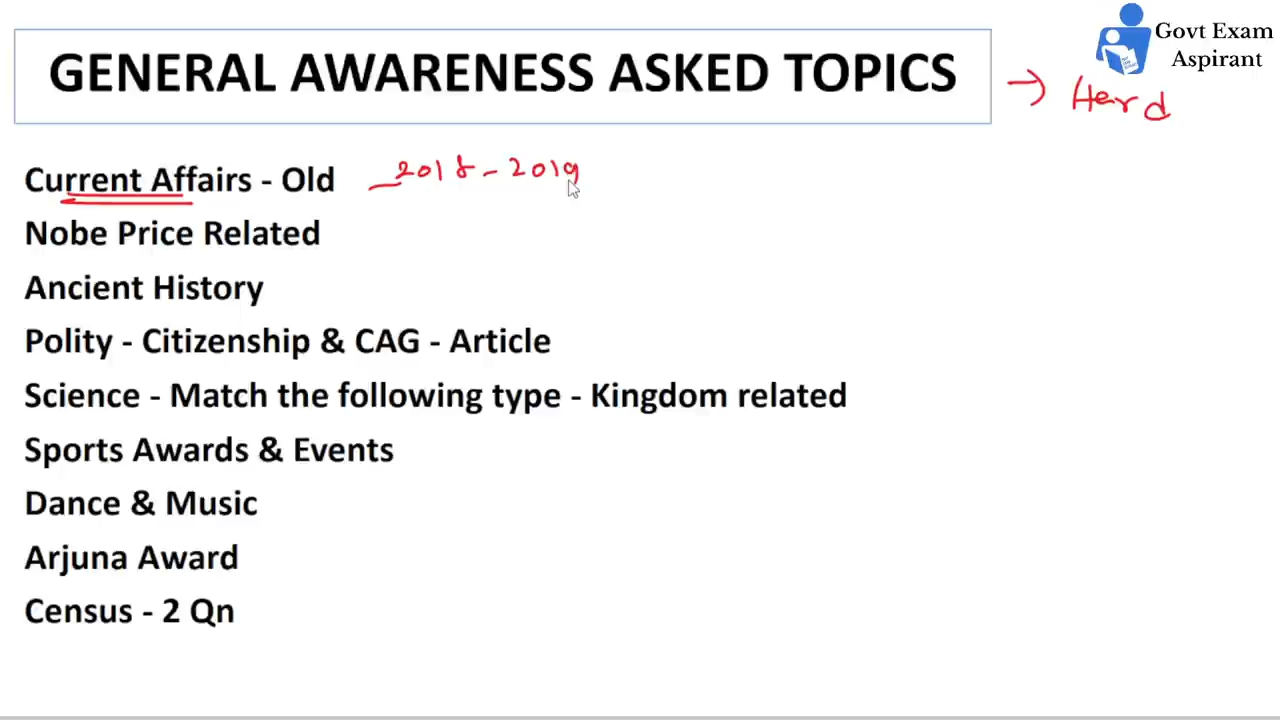 Govt Exam
Aspirant
GENERAL AWARENESS ASKED TOPICS
→ Hard
Current Affairs - Old 2018 - 2019
Nobe Price Related
Ancient History
Polity - Citizenship & CAG - Article
Science - Match the following type - Kingdom related
Sports Awards & Events
Dance & Music
Arjuna Award
Census - 2 Qn